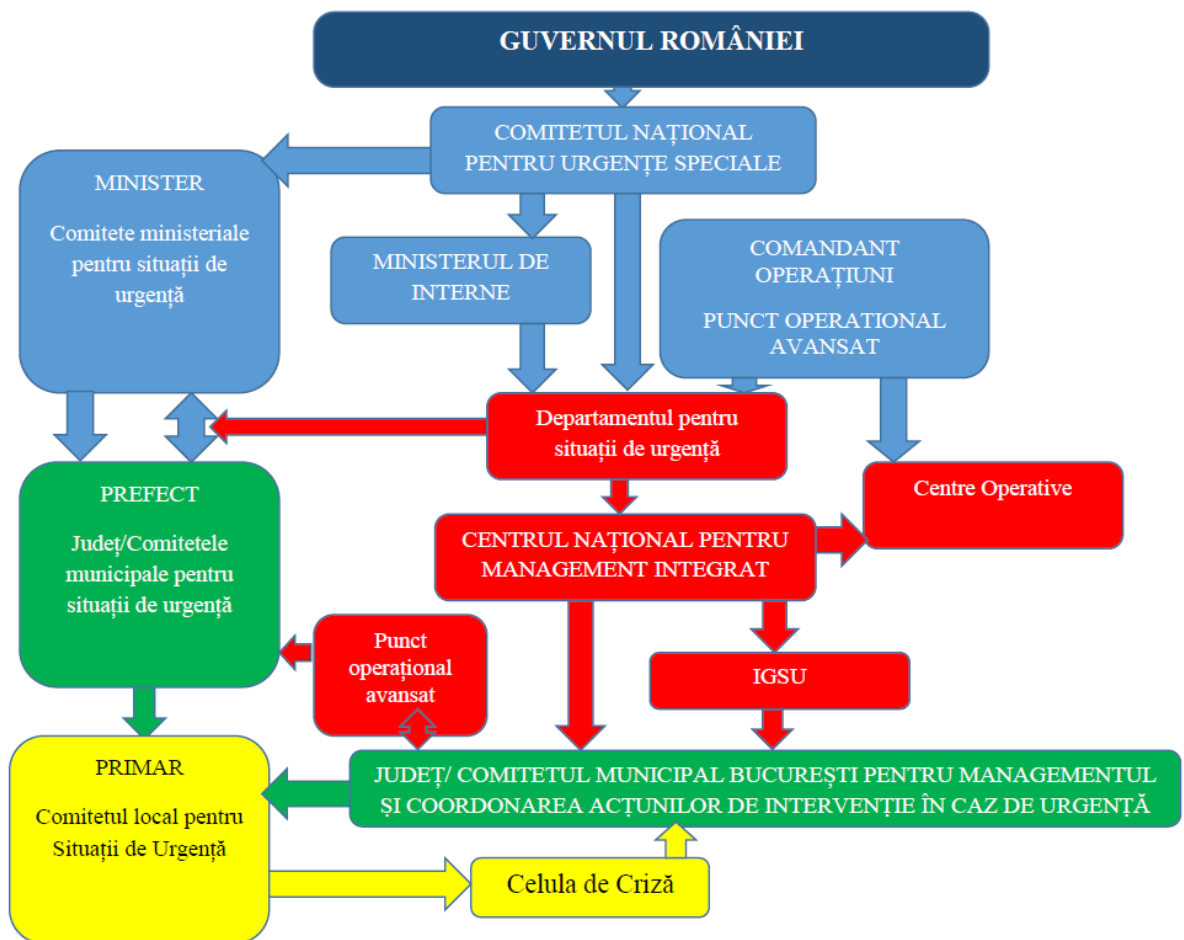 GUVERNUL ROMÂNIEI
COMITETUL NAȚIONAL
PENTRU URGENȚE SPECIALE
MINISTER
Comitete ministeriale
pentru situații de
urgență
MINISTERUL DE
INTERNE
COMANDANT
OPERAȚIUNI
PUNCT OPERATIONAL
AVANSAT
Departamentul pentru
situații de urgență
PREFECT
Județ/Comitetele
municipale pentru
situații de urgență
Centre Operative
CENTRUL NAȚIONAL PENTRU
MANAGEMENT INTEGRAT
Punct
operațional
avansat
IGSU
PRIMAR
Comitetul local pentru
Situații de Urgență
JUDEȚ/ COMITETUL MUNICIPAL BUCUREȘTI PENTRU MANAGEMENTUL
ȘI COORDONAREA ACȚUNILOR DE INTERVENȚIE ÎN CAZ DE URGENȚĂ
Celula de Criză